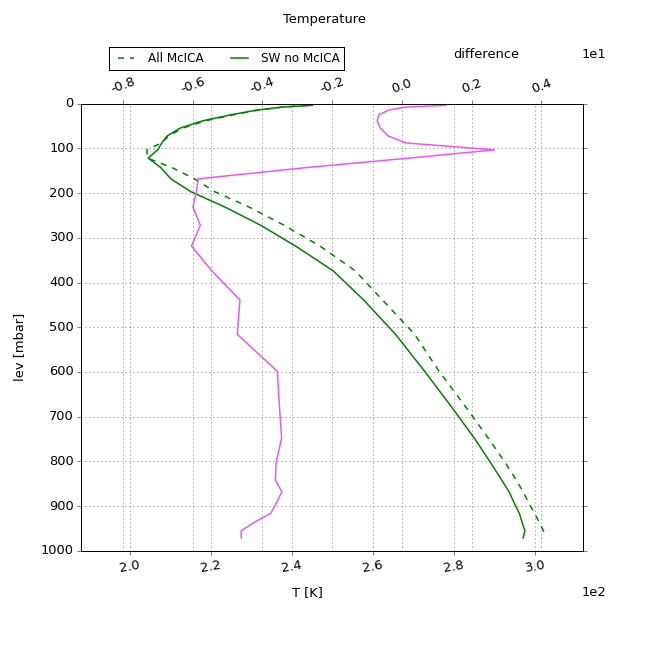 Temperature
All McICA
SW no McICA
difference
1e1
-0.8 -0.6 -0.4 -0.2 0.0 0.2 0.4
0
100
200
300
400
500
600
700
800
900
1000
lev [mbar]
2.0 2.2 2.4 2.6 2.8 3.0
T [K]
1e2